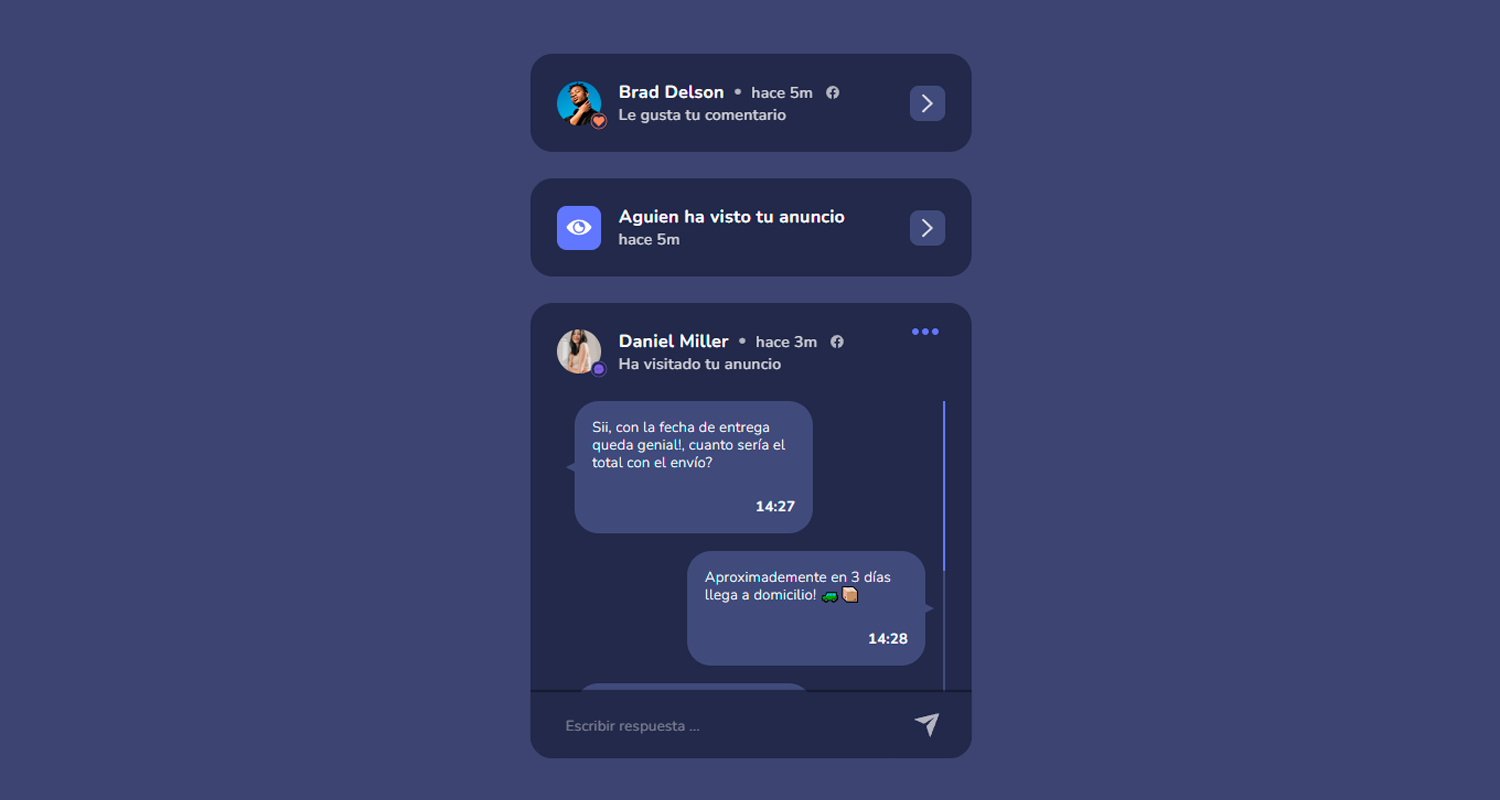 Brad Delson • hace 5m
Le gusta tu comentario
Aguien ha visto tu anuncio
hace 5m
Daniel Miller • hace 3m
Ha visitado tu anuncio
Sii, con la fecha de entrega
queda genial!, cuanto sería el
total con el envío?
14:27
Aproximademente en 3 días
llega a domicilio! 🚙 📦
14:28
Escribir respuesta ...